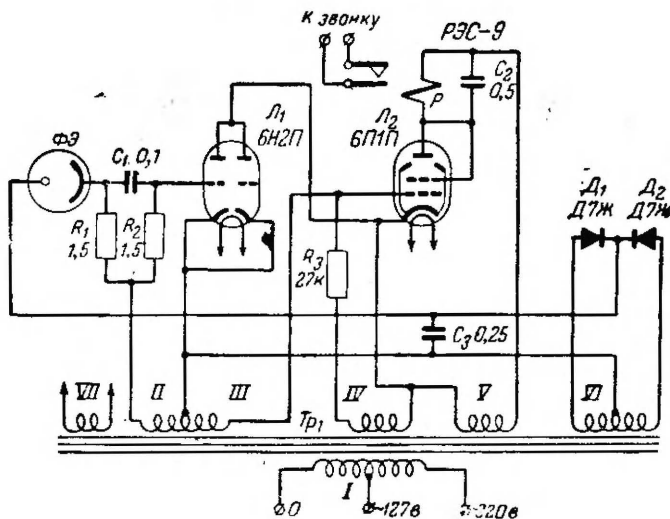 К звонку
РЭС-9
C₂
0,5
P
Л₁
6Н2П
Л₂
6П1П
ФЭ
C₁ 0,1
Д₁
Д7Ж
Д₂
Д7Ж
R₁
1,5
R₂
1,5
R₃
27к
C₃ 0,25
VII
II
III
IV
V
VI
Тр₁
I
0
~127в
~220в